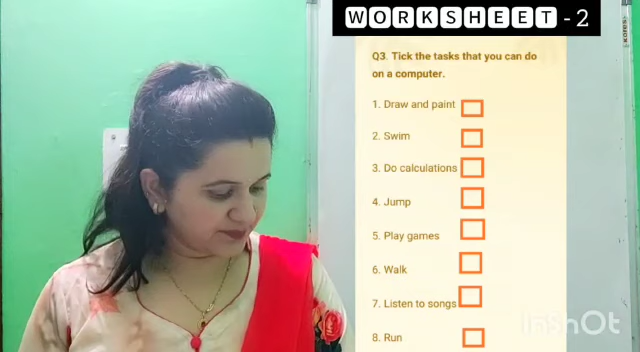 WORKSHEET - 2
Q3. Tick the tasks that you can do
on a computer.
1. Draw and paint
2. Swim
3. Do calculations
4. Jump
5. Play games
6. Walk
7. Listen to songs
8. Run
InShOt
kores